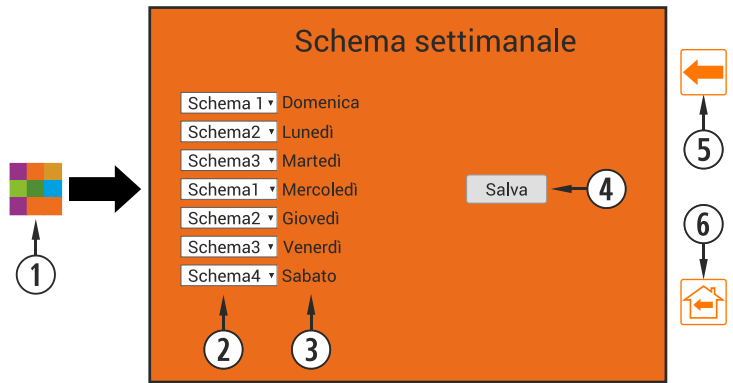 Schema settimanale
Schema 1 Domenica
Schema2 Lunedì
Schema3 Martedì
Schema1 Mercoledì
Schema2 Giovedì
Schema3 Venerdì
Schema4 Sabato
Salva
1
2
3
4
5
6